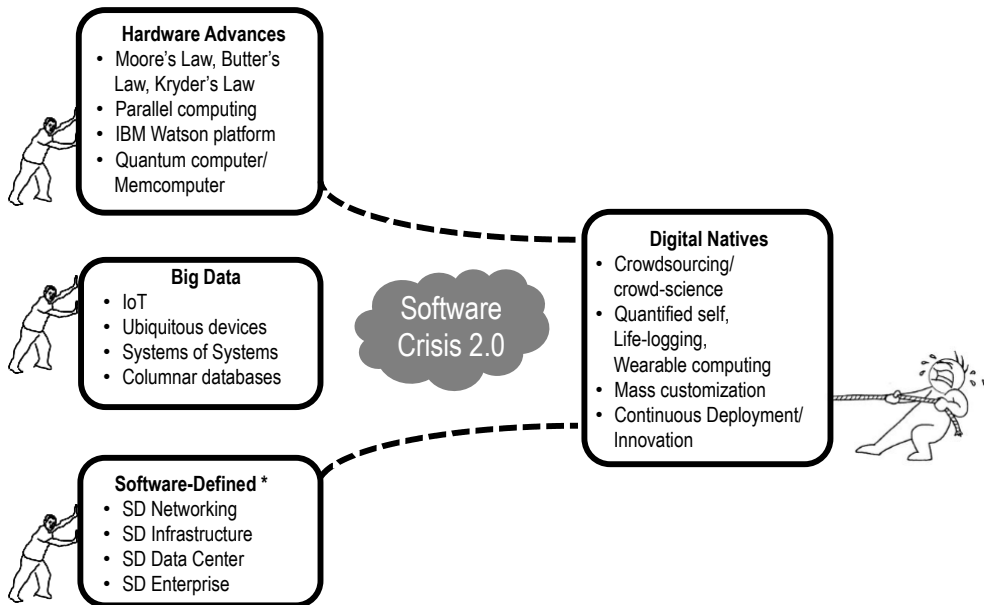 Hardware Advances
• Moore's Law, Butter's
Law, Kryder's Law
• Parallel computing
• IBM Watson platform
• Quantum computer/
Memcomputer
Big Data
• IoT
• Ubiquitous devices
• Systems of Systems
• Columnar databases
Software-Defined *
• SD Networking
• SD Infrastructure
• SD Data Center
• SD Enterprise
Software
Crisis 2.0
Digital Natives
• Crowdsourcing/
crowd-science
• Quantified self,
Life-logging,
Wearable computing
• Mass customization
• Continuous Deployment/
Innovation